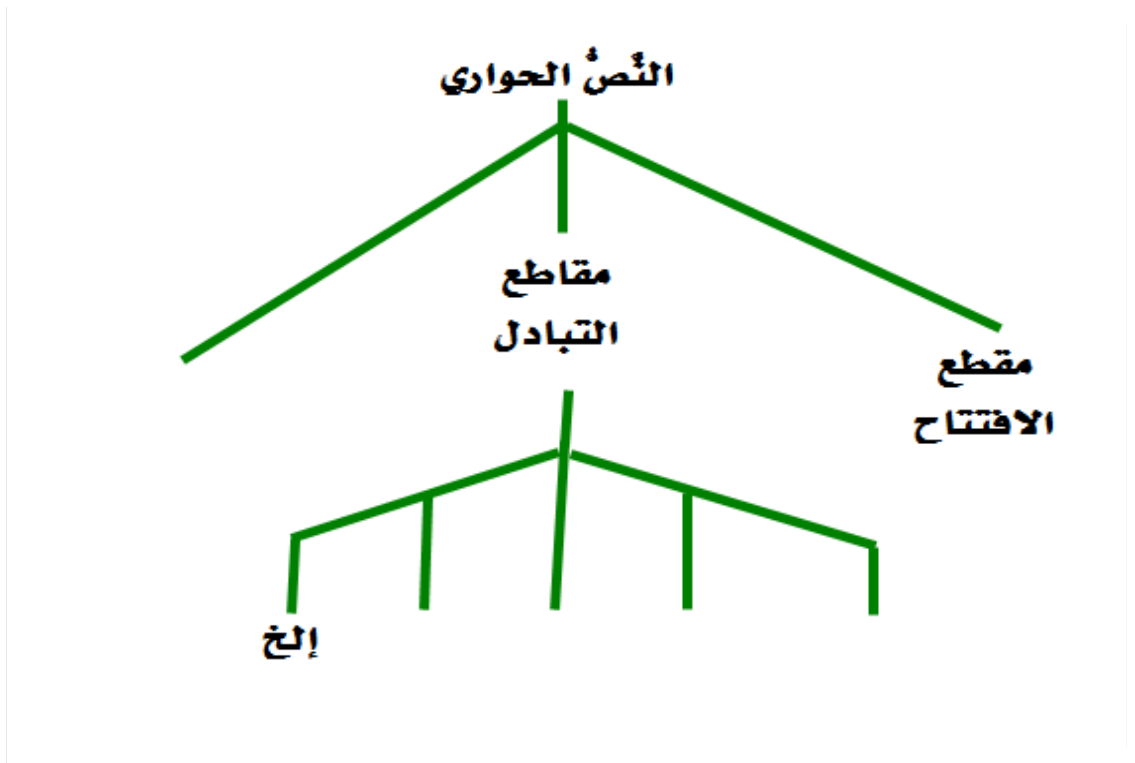 النَّصُّ الحواري
مقاطع
التبادل
مقطع
الافتتاح
إلخ